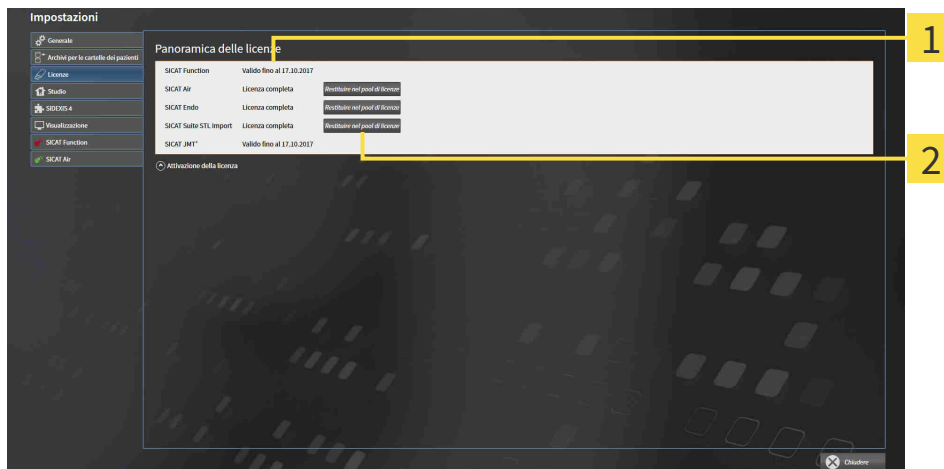 Impostazioni
Generale
Archivi per le cartelle dei pazienti
Licenze
Studio
SIDEXIS 4
Visualizzazione
SICAT Function
SICAT Air
Panoramica delle licenze
SICAT Function Valido fino al 17.10.2017
SICAT Air Licenza completa Restituire nel pool di licenze
SICAT Endo Licenza completa Restituire nel pool di licenze
SICAT Suite STL Import Licenza completa Restituire nel pool di licenze
SICAT JMT+ Valido fino al 17.10.2017
Attivazione della licenza
Chiudere
1
2